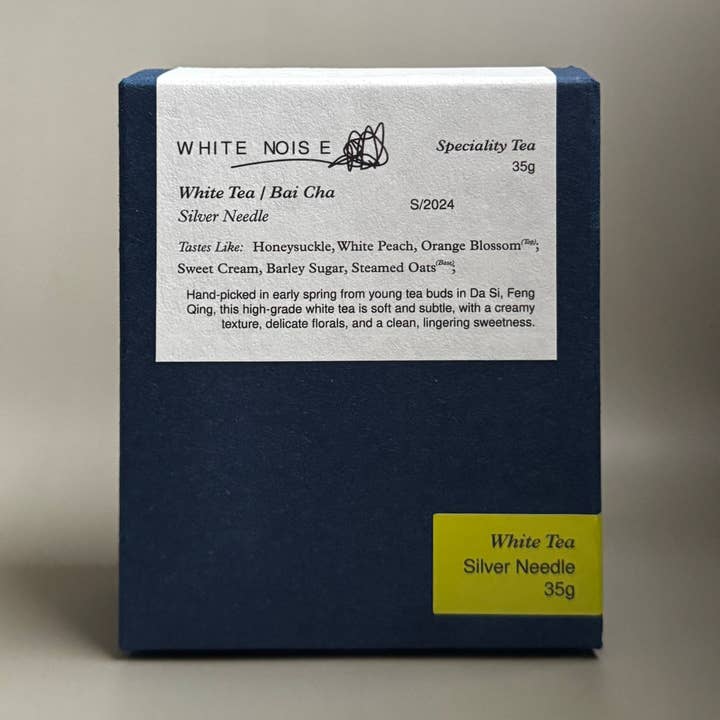 WHITE NOISE
Speciality Tea
35g
White Tea / Bai Cha
S/2024
Silver Needle
Tastes Like: Honeysuckle, White Peach, Orange Blossom(Top),
Sweet Cream, Barley Sugar, Steamed Oats(Base),
Hand-picked in early spring from young tea buds in Da Si, Feng
Qing, this high-grade white tea is soft and subtle, with a creamy
texture, delicate florals, and a clean, lingering sweetness.
White Tea
Silver Needle
35g